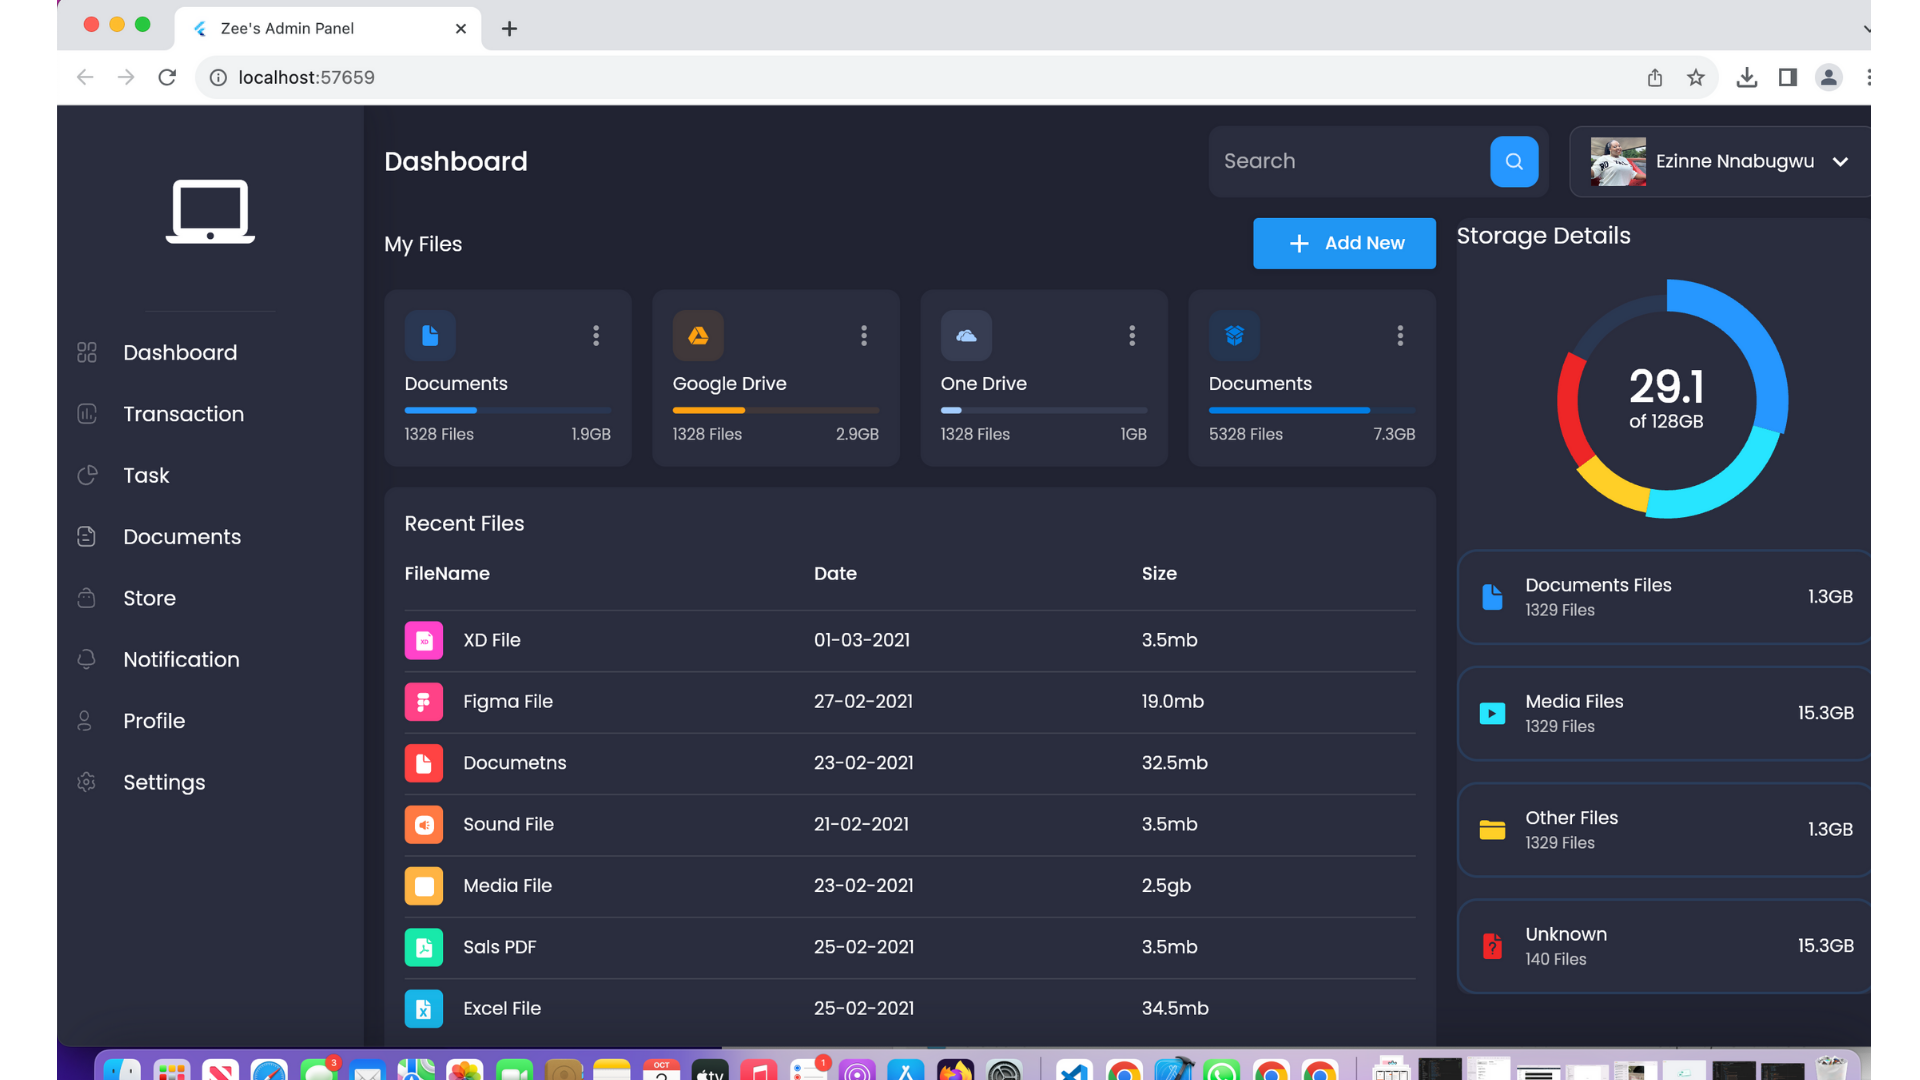 Zee's Admin Panel
localhost:57659
Dashboard
Search
Ezinne Nnabugwu
My Files
Add New
Storage Details
Documents
1328 Files 1.9GB
Google Drive
1328 Files 2.9GB
One Drive
1328 Files 1GB
Documents
5328 Files 7.3GB
29.1
of 128GB
Dashboard
Transaction
Task
Documents
Store
Notification
Profile
Settings
Recent Files
FileName Date Size
XD
XD File 01-03-2021 3.5mb
Figma File 27-02-2021 19.0mb
Documetns 23-02-2021 32.5mb
Sound File 21-02-2021 3.5mb
Media File 23-02-2021 2.5gb
Sals PDF 25-02-2021 3.5mb
X
Excel File 25-02-2021 34.5mb
Documents Files
1329 Files
1.3GB
Media Files
1329 Files
15.3GB
Other Files
1329 Files
1.3GB
?
Unknown
140 Files
15.3GB
3
OCT
tv
1